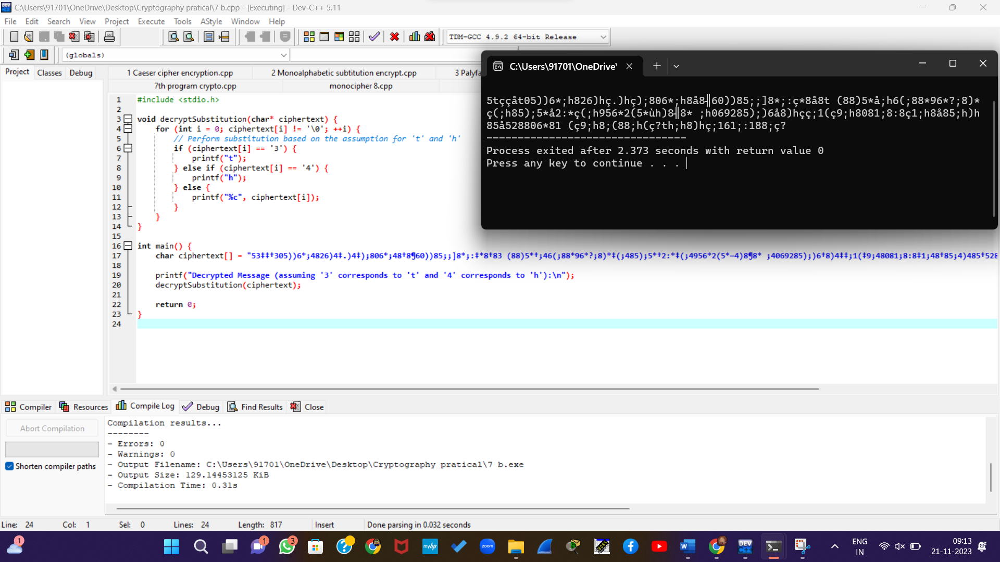 C:\Users\91701\OneDrive\Desktop\Cryptography pratical\7 b.cpp - [Executing] - Dev-C++ 5.11
File Edit Search View Project Execute Tools AStyle Window Help
TDM-GCC 4.9.2 64-bit Release
(globals)
Project Classes Debug
1 Caeser cipher encryption.cpp 2 Monoalphabetic subtitution encrypt.cpp 3 Palyfa
7th program crypto.cpp monocipher 8.cpp
1 #include <stdio.h>
2
3 void decryptSubstitution(char* ciphertext) {
4 for (int i = 0; ciphertext[i] != '\0'; ++i) {
5 // Perform substitution based on the assumption for 't' and 'h'
6 if (ciphertext[i] == '3') {
7 printf("t");
8 } else if (ciphertext[i] == '4') {
9 printf("h");
10 } else {
11 printf("%c", ciphertext[i]);
12 }
13 }
14 }
15
16 int main() {
17 char ciphertext[] = "53‡‡†305))6*;4826)4‡.)4‡);806*;48†8¶60))85;;]8*;:‡*8†83 (88)5*†;46(;88*96*?;8)*‡(;485);5*†2:*‡(;4956*2(5*—4)8¶8* ;4069285);)6†8)4‡‡;1(‡9;48081;8:8‡1;48†85;4)485†528
18
19 printf("Decrypted Message (assuming '3' corresponds to 't' and '4' corresponds to 'h'):\n");
20 decryptSubstitution(ciphertext);
21
22 return 0;
23 }
24
C:\Users\91701\OneDrive\
5tççåt05))6*;h826)hç.)hç);806*;h8å8╢60))85;;]8*;:ç*8å8t (88)5*å;h6(;88*96*?;8)*
ç(;h85);5*å2:*ç(;h956*2(5*ùh)8╢8* ;h069285);)6å8)hçç;1(ç9;h8081;8:8ç1;h8å85;h)h
85å528806*81 (ç9;h8;(88;h(ç?th;h8)hç;161;:188;ç?
--------------------------------
Process exited after 2.373 seconds with return value 0
Press any key to continue . . .
Compiler Resources Compile Log Debug Find Results Close
Abort Compilation
Shorten compiler paths
Compilation results...
--------
- Errors: 0
- Warnings: 0
- Output Filename: C:\Users\91701\OneDrive\Desktop\Cryptography pratical\7 b.exe
- Output Size: 129.14453125 KiB
- Compilation Time: 0.31s
Line: 24 Col: 1 Sel: 0 Lines: 24 Length: 817 Insert Done parsing in 0.032 seconds
1
1
3
myhp
zoom
DEV
ENG
IN
09:13
21-11-2023